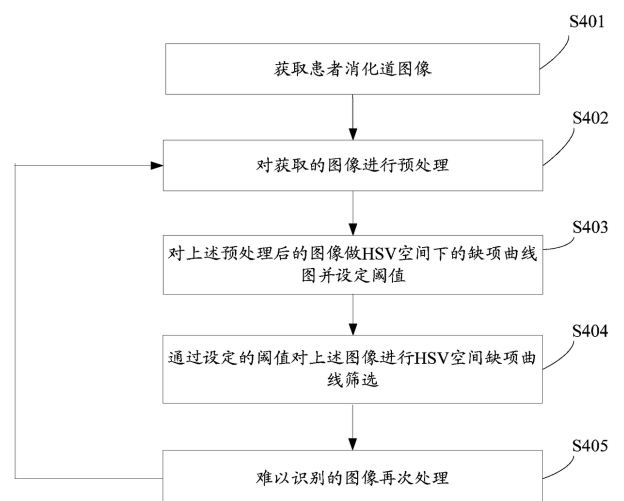 S401
获取患者消化道图像
S402
对获取的图像进行预处理
S403
对上述预处理后的图像做HSV空间下的缺项曲线
图并设定阈值
S404
通过设定的阈值对上述图像进行HSV空间缺项曲
线筛选
S405
难以识别的图像再次处理